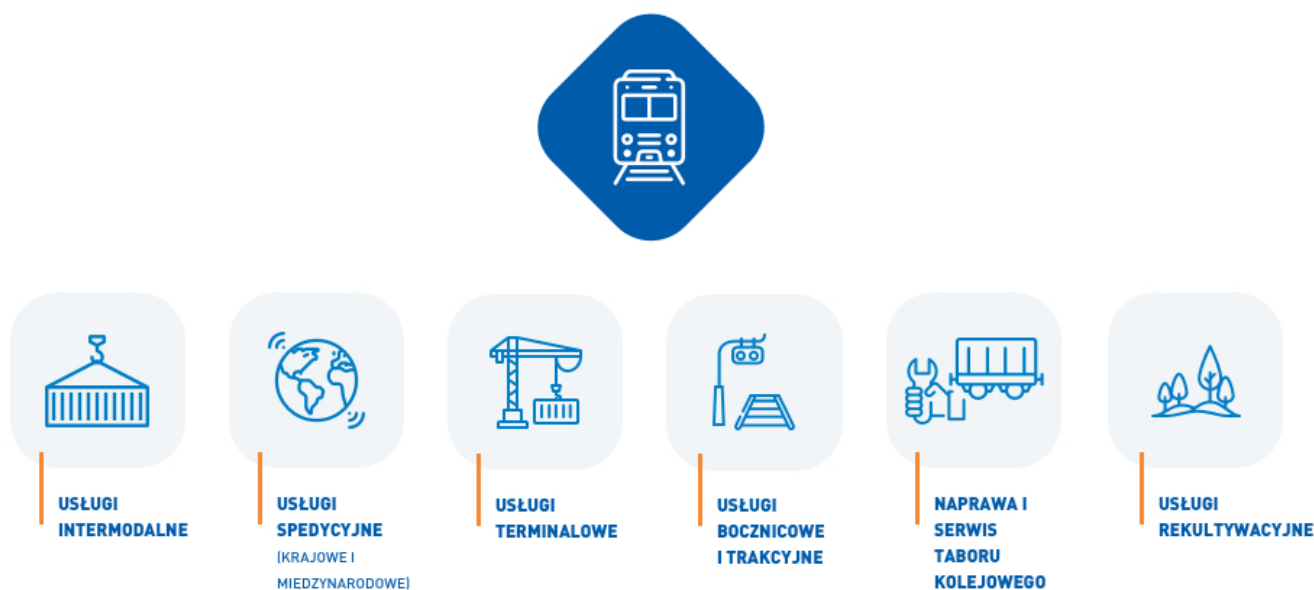 USŁUGI
INTERMODALNE
USŁUGI
SPEDYCYJNE
(KRAJOWE I
MIEDZYNARODOWE)
USŁUGI
TERMINALOWE
USŁUGI
BOCZNICOWE
I TRAKCYJNE
NAPRAWA I
SERWIS
TABORU
KOLEJOWEGO
USŁUGI
REKULTYWACYJNE